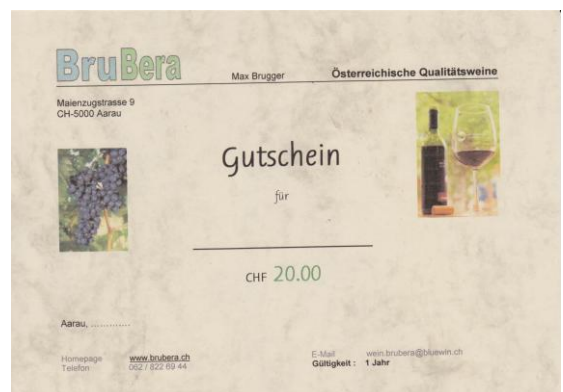 BruBera Max Brugger Österreichische Qualitätsweine
Maienzugstrasse 9
CH-5000 Aarau
Gutschein
für
CHF 20.00
Aarau, .............
Homepage www.brubera.ch
Telefon 062 / 822 69 44
E-Mail wein.brubera@bluewin.ch
Gültigkeit : 1 Jahr